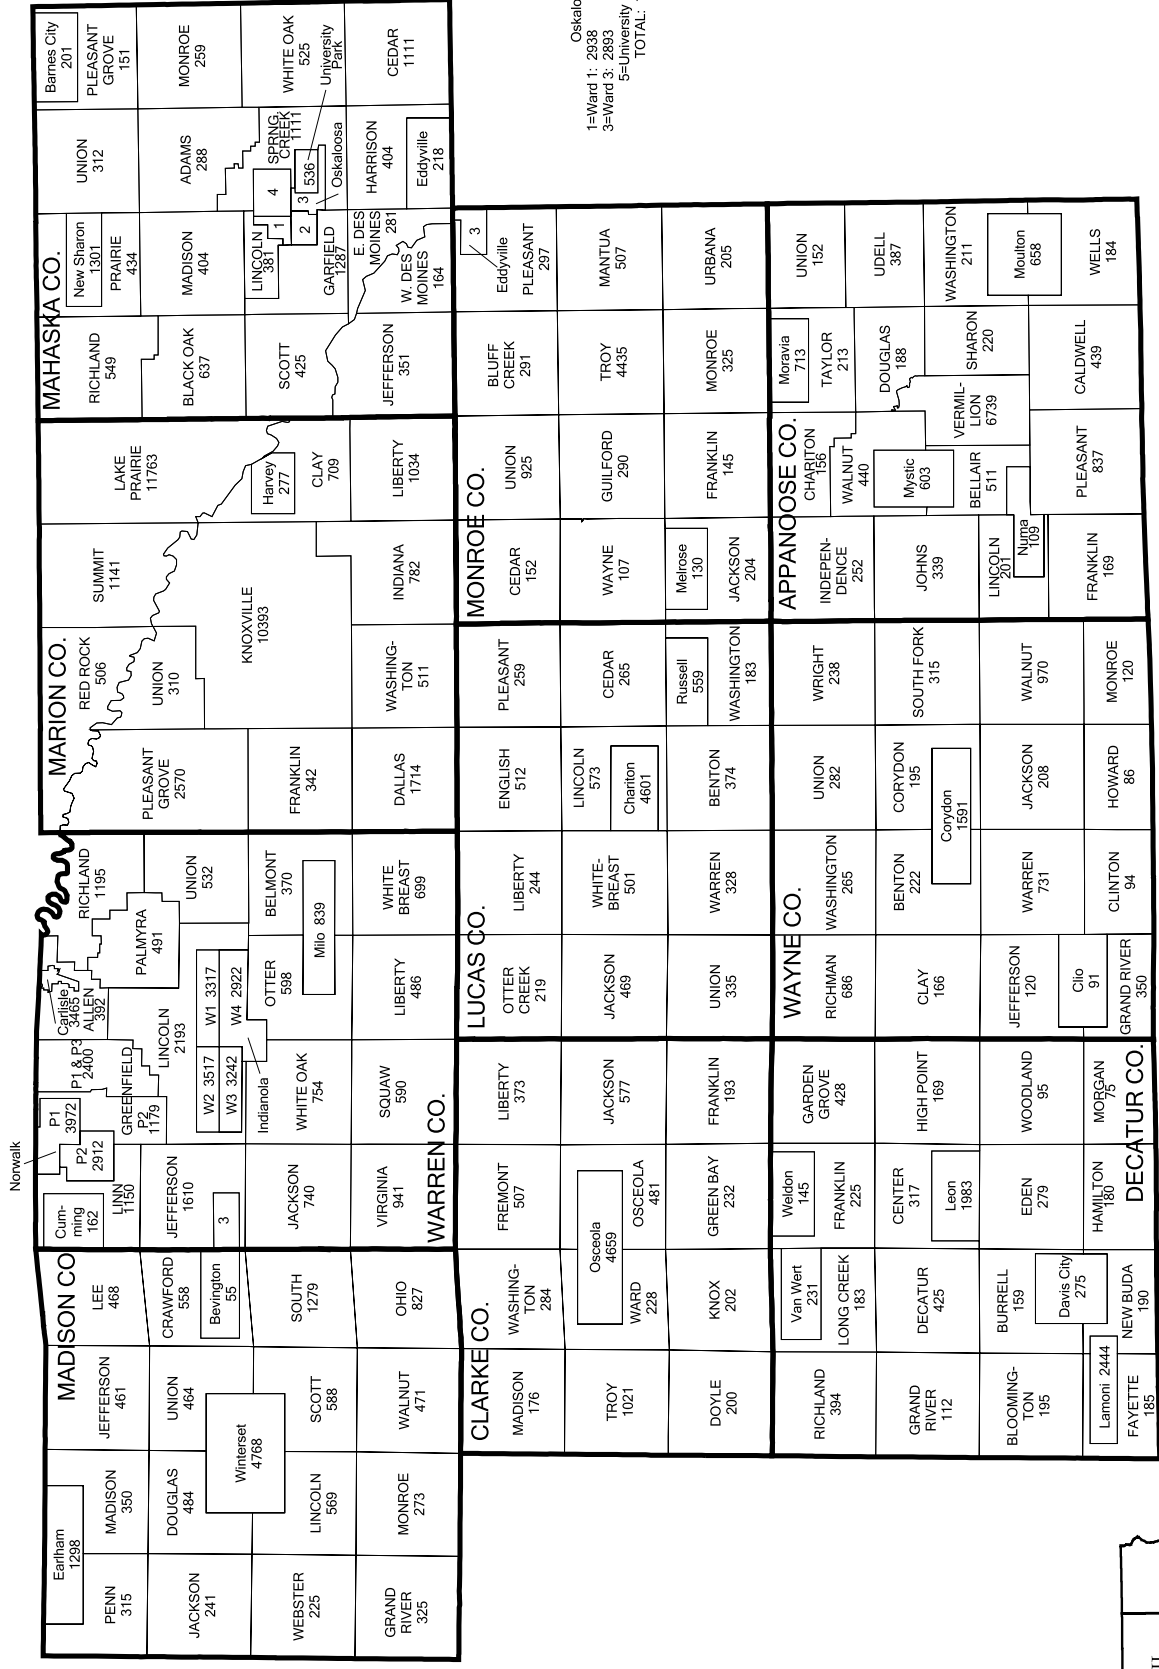 Norwalk
MADISON CO
Earlham
1298
PENN
315
MADISON
350
JEFFERSON
461
LEE
468
JACKSON
241
DOUGLAS
484
UNION
464
CRAWFORD
558
Bevington
55
3
Winterset
4768
WEBSTER
225
LINCOLN
569
SCOTT
588
SOUTH
1279
GRAND
RIVER
325
MONROE
273
WALNUT
471
OHIO
827
WARREN CO.
Cum-
ming
162
LINN
1150
P1
3972
P2
2912
P1 & P3
2400
GREENFIELD
P2
1179
Carlisle
3465
ALLEN
392
RICHLAND
1195
PALMYRA
491
UNION
532
JEFFERSON
1610
LINCOLN
2193
W2 3517
W1 3317
W3 3242
W4 2922
Indianola
JACKSON
740
WHITE OAK
754
OTTER
598
BELMONT
370
Milo 839
VIRGINIA
941
SQUAW
590
LIBERTY
486
WHITE
BREAST
699
MARION CO.
PLEASANT
GROVE
2570
RED ROCK
506
UNION
310
SUMMIT
1141
LAKE
PRAIRIE
11763
FRANKLIN
342
KNOXVILLE
10393
Harvey
277
CLAY
709
DALLAS
1714
WASHING-
TON
511
INDIANA
782
LIBERTY
1034
MAHASKA CO.
RICHLAND
549
New Sharon
1301
PRAIRIE
434
UNION
312
Barnes City
201
PLEASANT
GROVE
151
BLACK OAK
637
MADISON
404
ADAMS
288
MONROE
259
SCOTT
425
LINCOLN
381
1
4
2
3
536
SPRNG
CREEK
1111
WHITE OAK
525
University
Park
Oskaloosa
GARFIELD
1287
JEFFERSON
351
E. DES
MOINES
281
W. DES
MOINES
164
HARRISON
404
Eddyville
218
CEDAR
1111
Oskalo
1=Ward 1: 2938
3=Ward 3: 2893
5=University
TOTAL:
CLARKE CO.
MADISON
176
WASHING-
TON
284
FREMONT
507
LIBERTY
373
TROY
1021
Osceola
4659
WARD
228
OSCEOLA
481
JACKSON
577
DOYLE
200
KNOX
202
GREEN BAY
232
FRANKLIN
193
LUCAS CO.
OTTER
CREEK
219
LIBERTY
244
ENGLISH
512
PLEASANT
259
JACKSON
469
WHITE-
BREAST
501
LINCOLN
573
Chariton
4601
CEDAR
265
UNION
335
WARREN
328
BENTON
374
Russell
559
WASHINGTON
183
MONROE CO.
CEDAR
152
UNION
925
BLUFF
CREEK
291
3
Eddyville
PLEASANT
297
WAYNE
107
GUILFORD
290
TROY
4435
MANTUA
507
Melrose
130
JACKSON
204
FRANKLIN
145
MONROE
325
URBANA
205
DECATUR CO.
RICHLAND
394
Van Wert
231
LONG CREEK
183
Weldon
145
FRANKLIN
225
GARDEN
GROVE
428
GRAND
RIVER
112
DECATUR
425
CENTER
317
Leon
1983
HIGH POINT
169
BLOOMING-
TON
195
BURRELL
159
Davis City
275
EDEN
279
WOODLAND
95
Lamoni 2444
FAYETTE
185
NEW BUDA
190
HAMILTON
180
MORGAN
75
WAYNE CO.
RICHMAN
686
WASHINGTON
265
UNION
282
WRIGHT
238
CLAY
166
BENTON
222
CORYDON
195
Corydon
1591
SOUTH FORK
315
JEFFERSON
120
WARREN
731
JACKSON
208
WALNUT
970
Clio
91
GRAND RIVER
350
CLINTON
94
HOWARD
86
MONROE
120
APPANOOSE CO.
INDEPEN-
DENCE
252
CHARITON
156
WALNUT
440
Moravia
713
TAYLOR
213
UNION
152
JOHNS
339
Mystic
603
DOUGLAS
188
UDELL
387
LINCOLN
201
Numa
109
BELLAIR
511
VERMIL-
LION
6739
SHARON
220
WASHINGTON
211
Moulton
658
FRANKLIN
169
PLEASANT
837
CALDWELL
439
WELLS
184